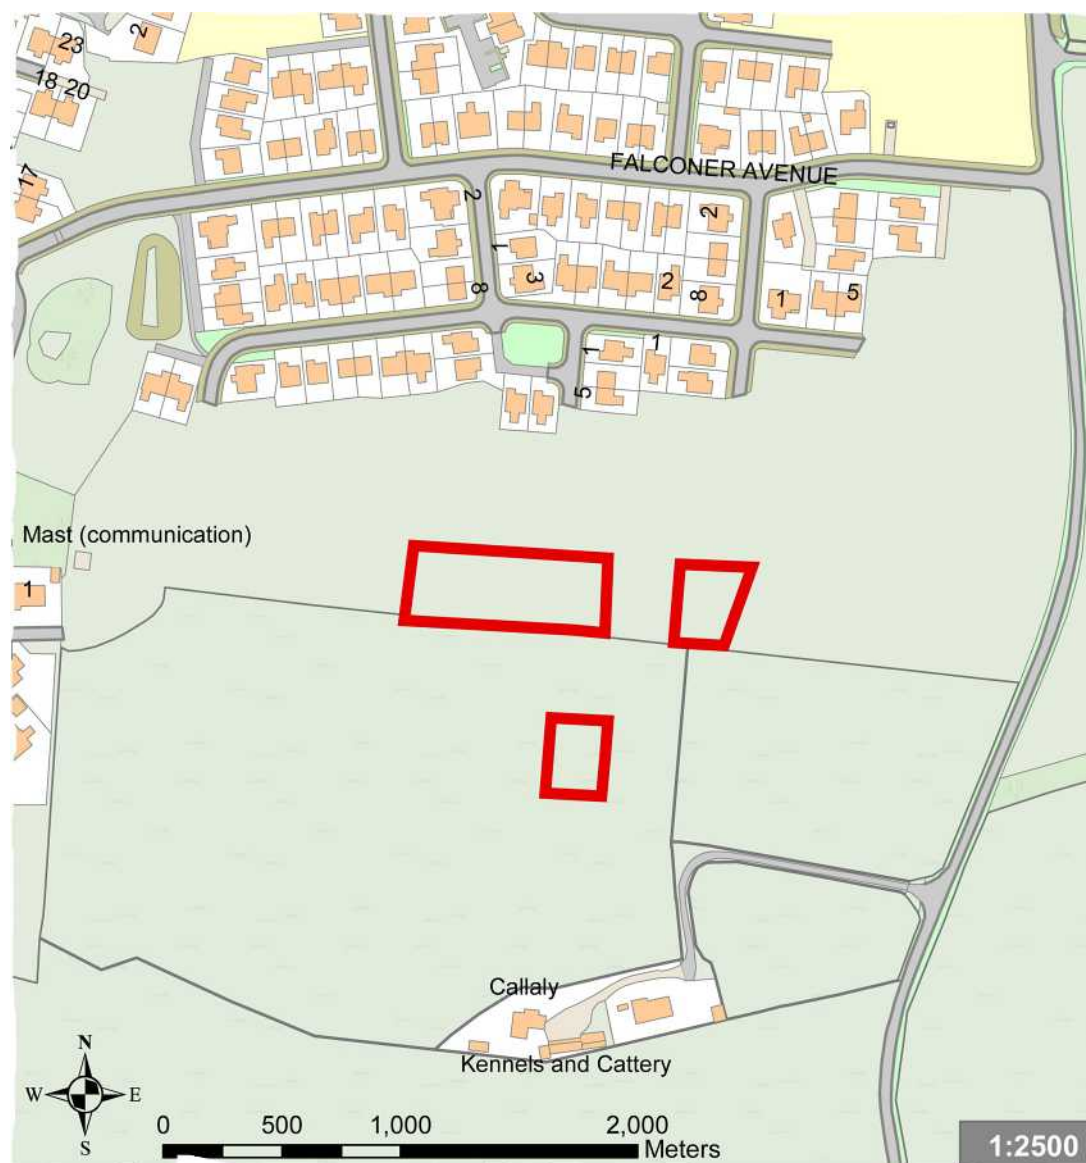 23
2
18
20
17
FALCONER AVENUE
2
2
1
3
8
2
8
1
5
1
1
5
Mast (communication)
1
Callaly
Kennels and Cattery
N
W
E
S
0 500 1,000 2,000
Meters
1:2500